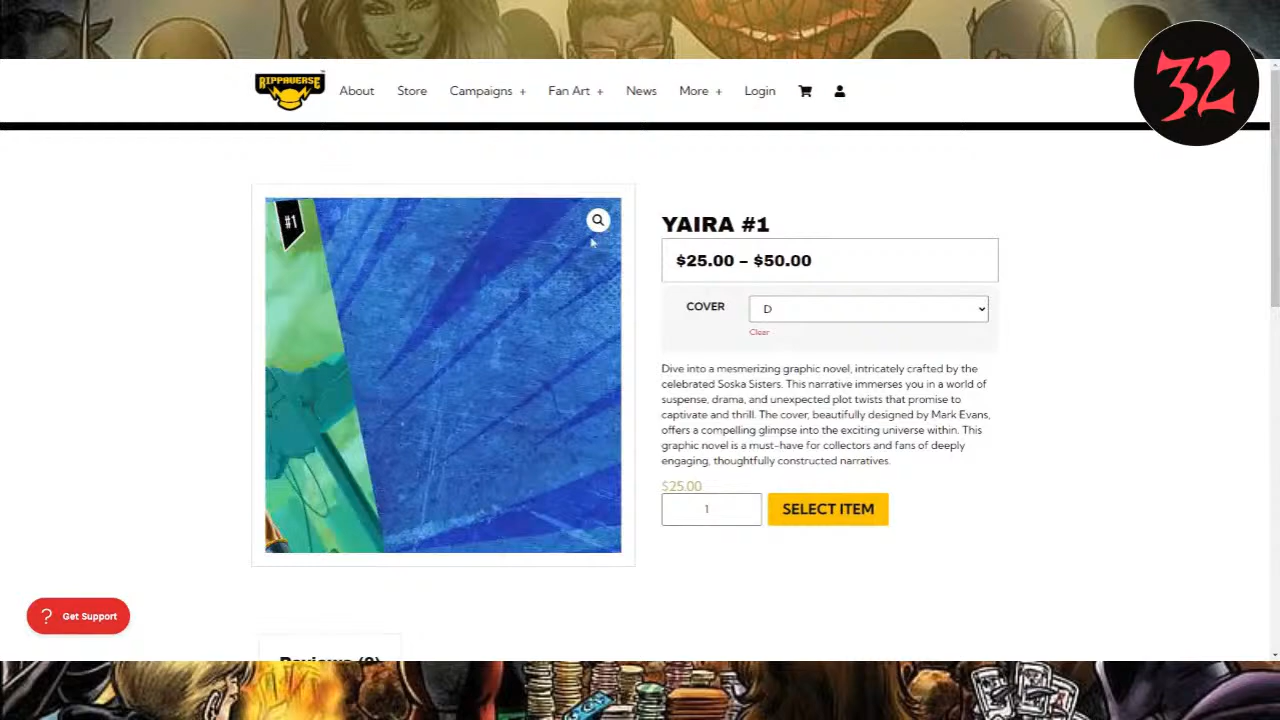 RIPPAVERSE
About Store Campaigns + Fan Art + News More + Login
32
#1
YAIRA #1
$25.00 – $50.00
COVER D
Clear
Dive into a mesmerizing graphic novel, intricately crafted by the
celebrated Soska Sisters. This narrative immerses you in a world of
suspense, drama, and unexpected plot twists that promise to
captivate and thrill. The cover, beautifully designed by Mark Evans,
offers a compelling glimpse into the exciting universe within. This
graphic novel is a must-have for collectors and fans of deeply
engaging, thoughtfully constructed narratives.
$25.00
1 SELECT ITEM
? Get Support
Reviews (0)